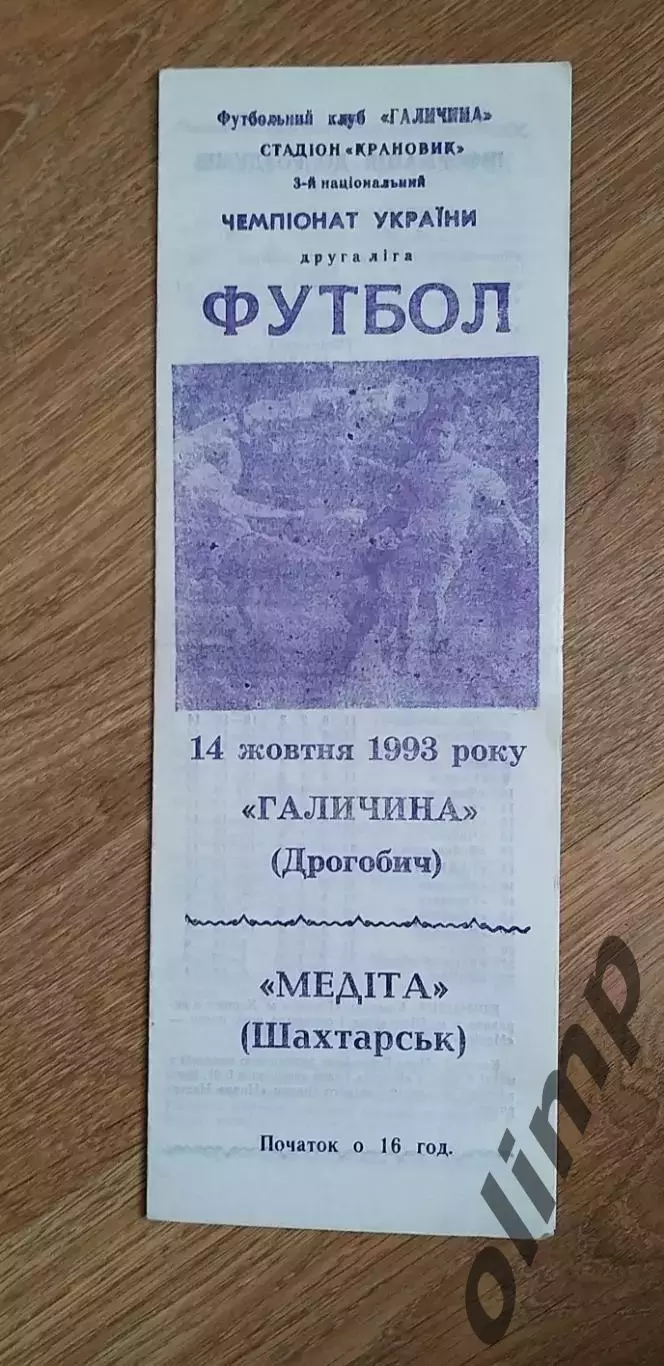 Футбольний клуб «ГАЛИЧИНА»
СТАДІОН «КРАНОВИК»
3-й національний
ЧЕМПІОНАТ УКРАЇНИ
друга ліга
ФУТБОЛ
14 жовтня 1993 року
«ГАЛИЧИНА»
(Дрогобич)
«МЕДІТА»
(Шахтарськ)
Початок о 16 год.
olimp